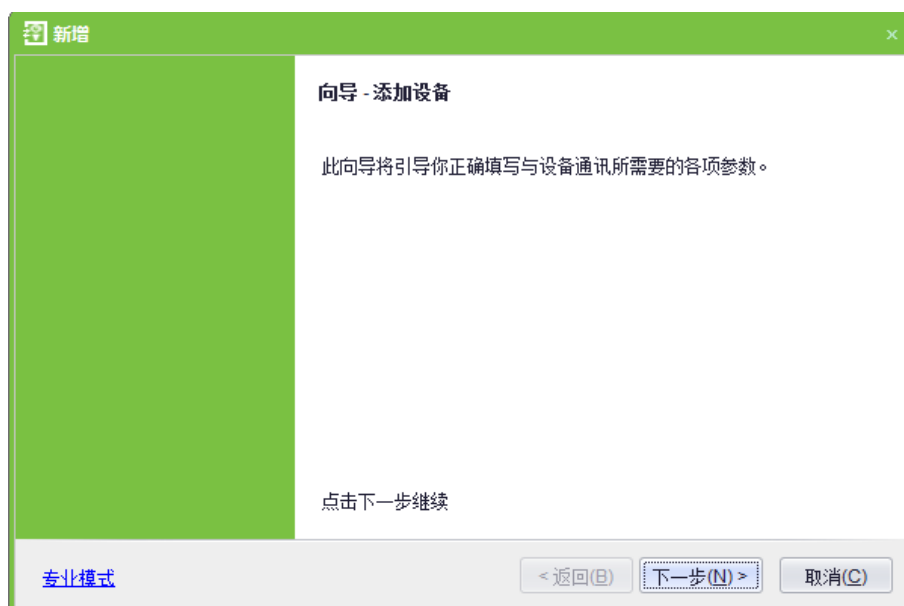 新增
向导 - 添加设备
此向导将引导你正确填写与设备通讯所需要的各项参数。
点击下一步继续
专业模式
< 返回(B)
下一步(N) >
取消(C)